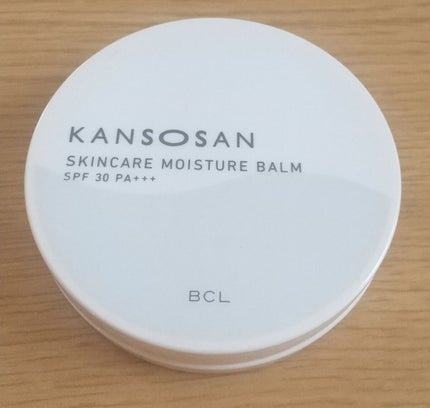 KANSOSAN
SKINCARE MOISTURE BALM
SPF 30 PA+++
BCL